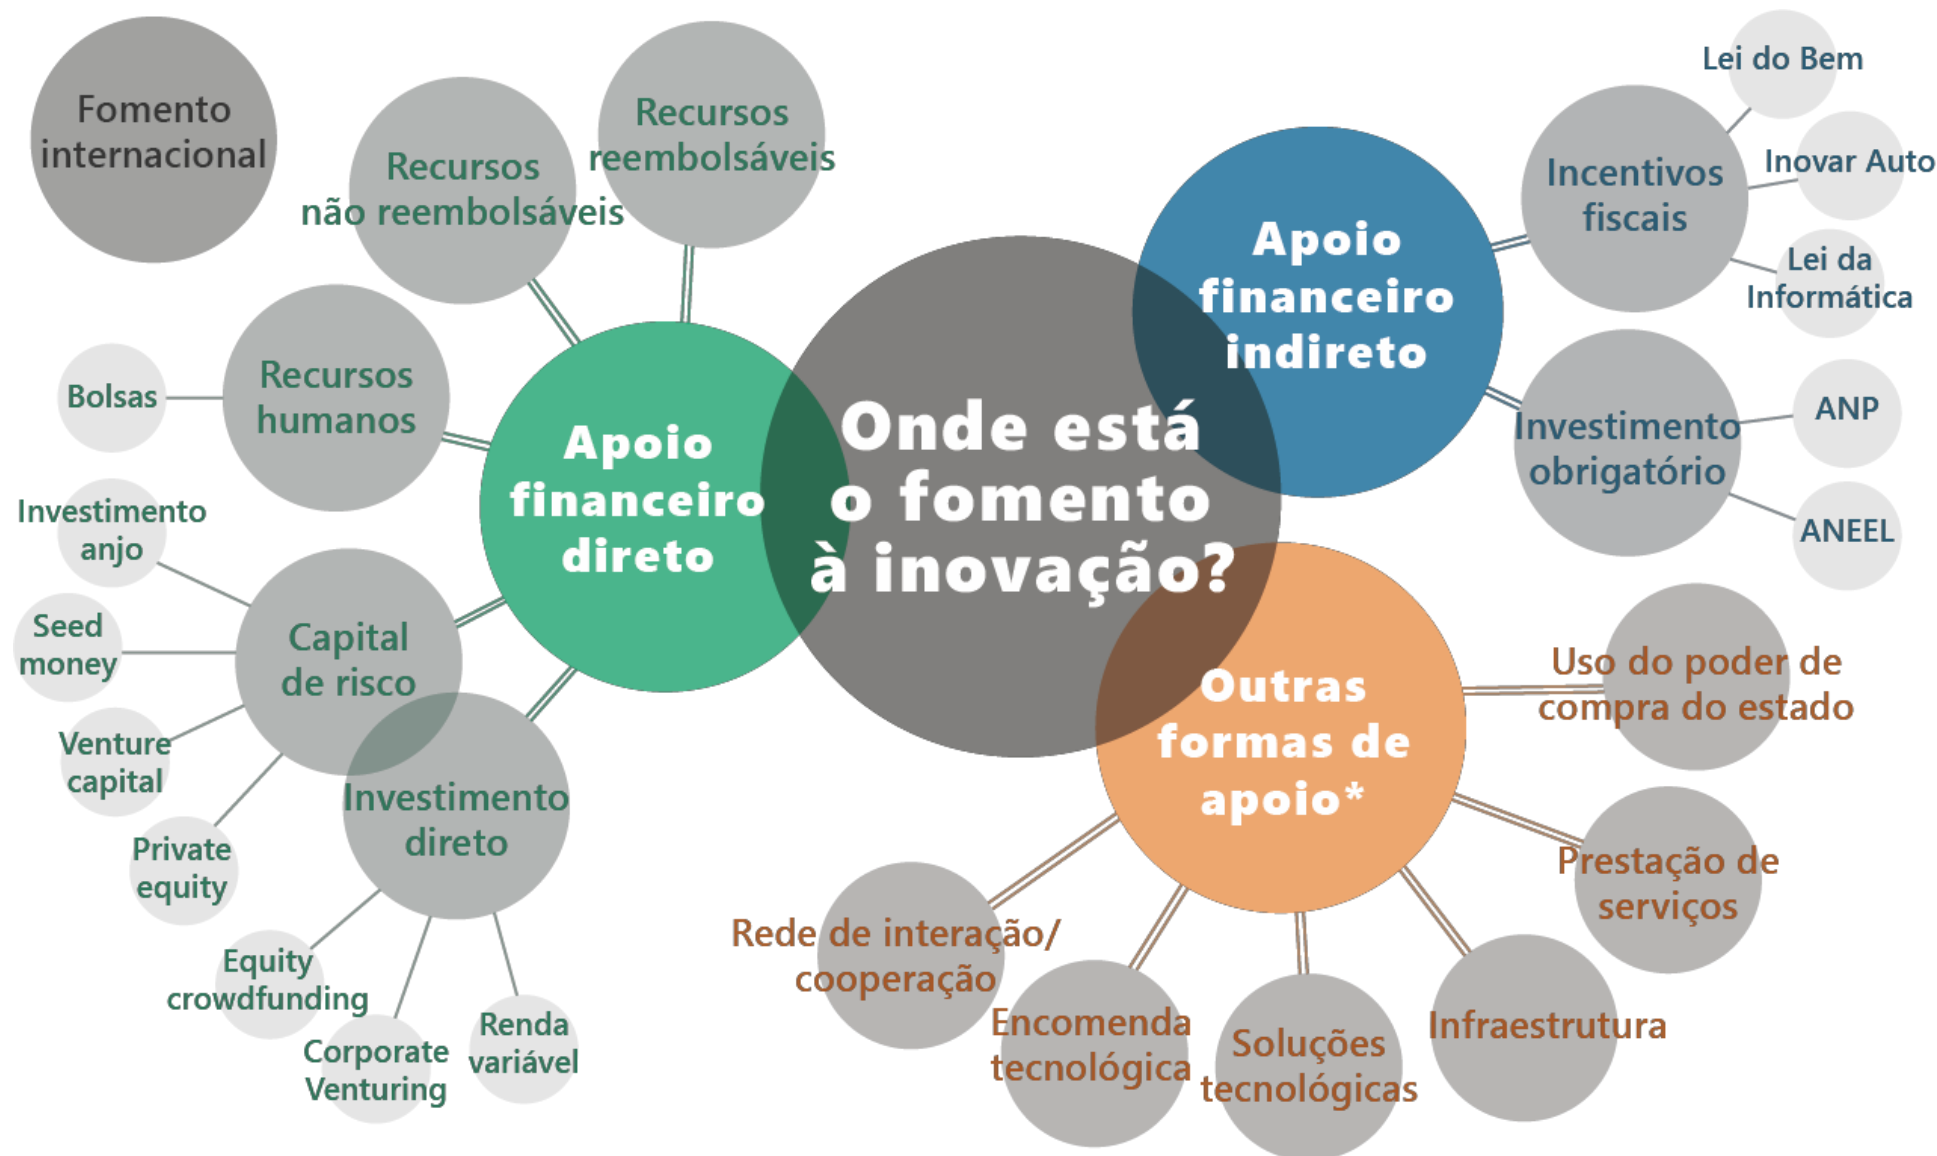 Fomento
internacional
Recursos
não reembolsáveis
Recursos
reembolsáveis
Recursos
humanos
Bolsas
Apoio
financeiro
direto
Investimento
anjo
Seed
money
Venture
capital
Private
equity
Capital
de risco
Investimento
direto
Equity
crowdfunding
Corporate
Venturing
Renda
variável
Onde está
o fomento
à inovação?
Apoio
financeiro
indireto
Incentivos
fiscais
Lei do Bem
Inovar Auto
Lei da
Informática
Investimento
obrigatório
ANP
ANEEL
Outras
formas de
apoio*
Uso do poder de
compra do estado
Prestação de
serviços
Infraestrutura
Soluções
tecnológicas
Encomenda
tecnológica
Rede de interação/
cooperação